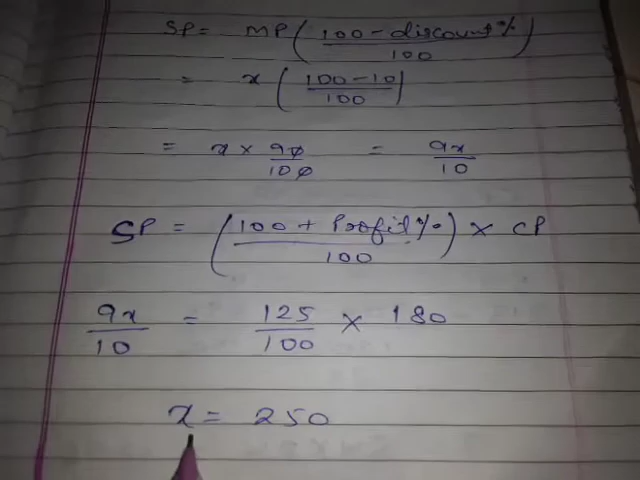 SP = MP ( 100 - discount % / 100 )
= x ( 100 - 10 / 100 )
= x × 90 / 100 = 9x / 10
SP = ( 100 + Profit % / 100 ) × CP
9x / 10 = 125 / 100 × 180
x = 250